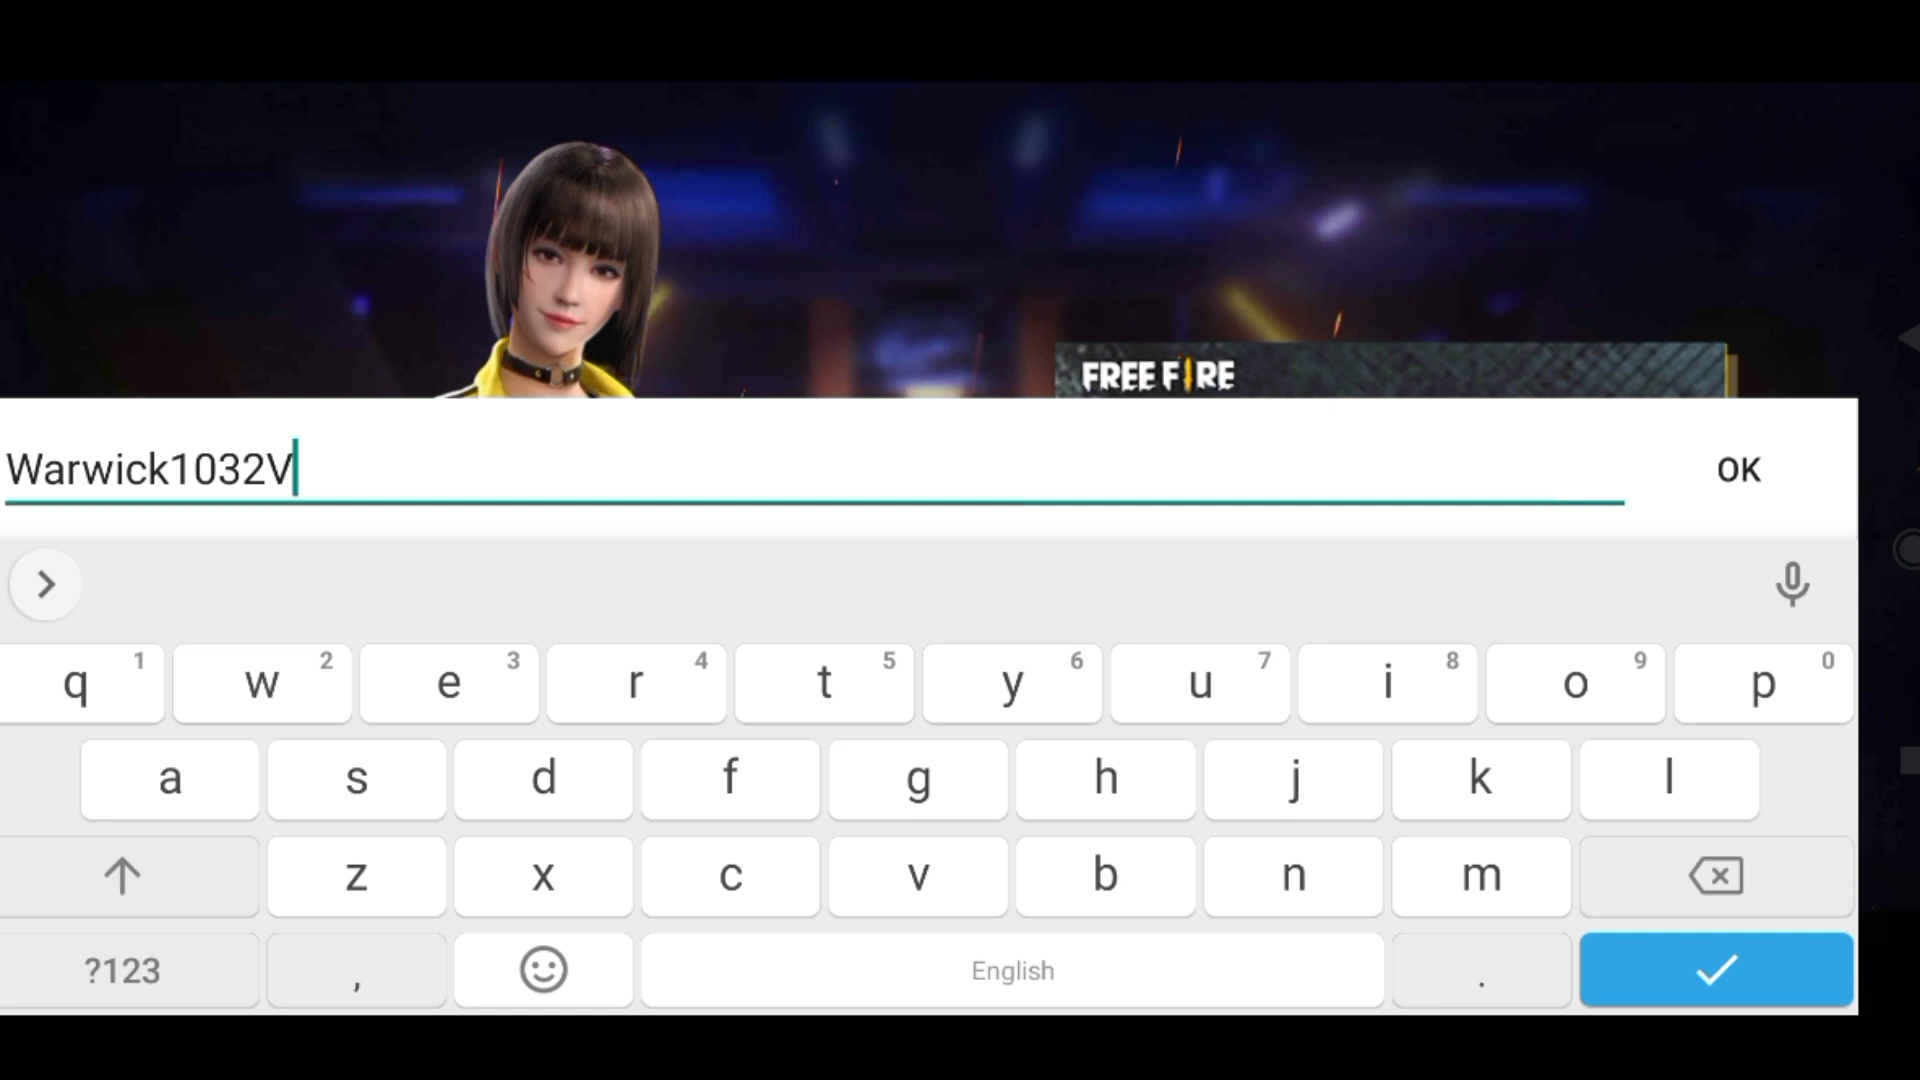 FREE FIRE
Warwick1032V
OK
q 1 w 2 e 3 r 4 t 5 y 6 u 7 i 8 o 9 p 0
a s d f g h j k l
z x c v b n m
?123 , English .